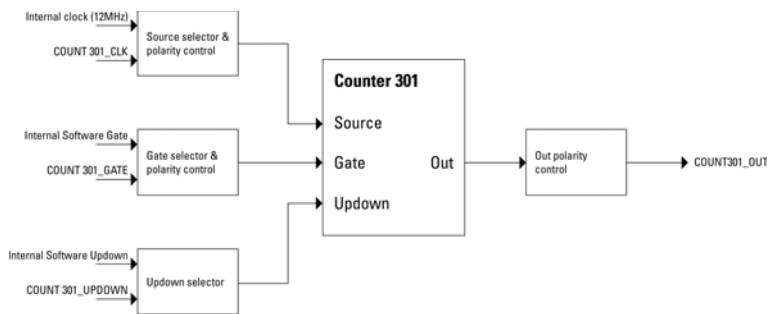 Internal clock (12MHz)
COUNT 301_CLK
Source selector &
polarity control
Counter 301
Source
Internal Software Gate
COUNT 301_GATE
Gate selector &
polarity control
Gate
Out
Out polarity
control
COUNT301_OUT
Updown
Internal Software Updown
COUNT 301_UPDOWN
Updown selector